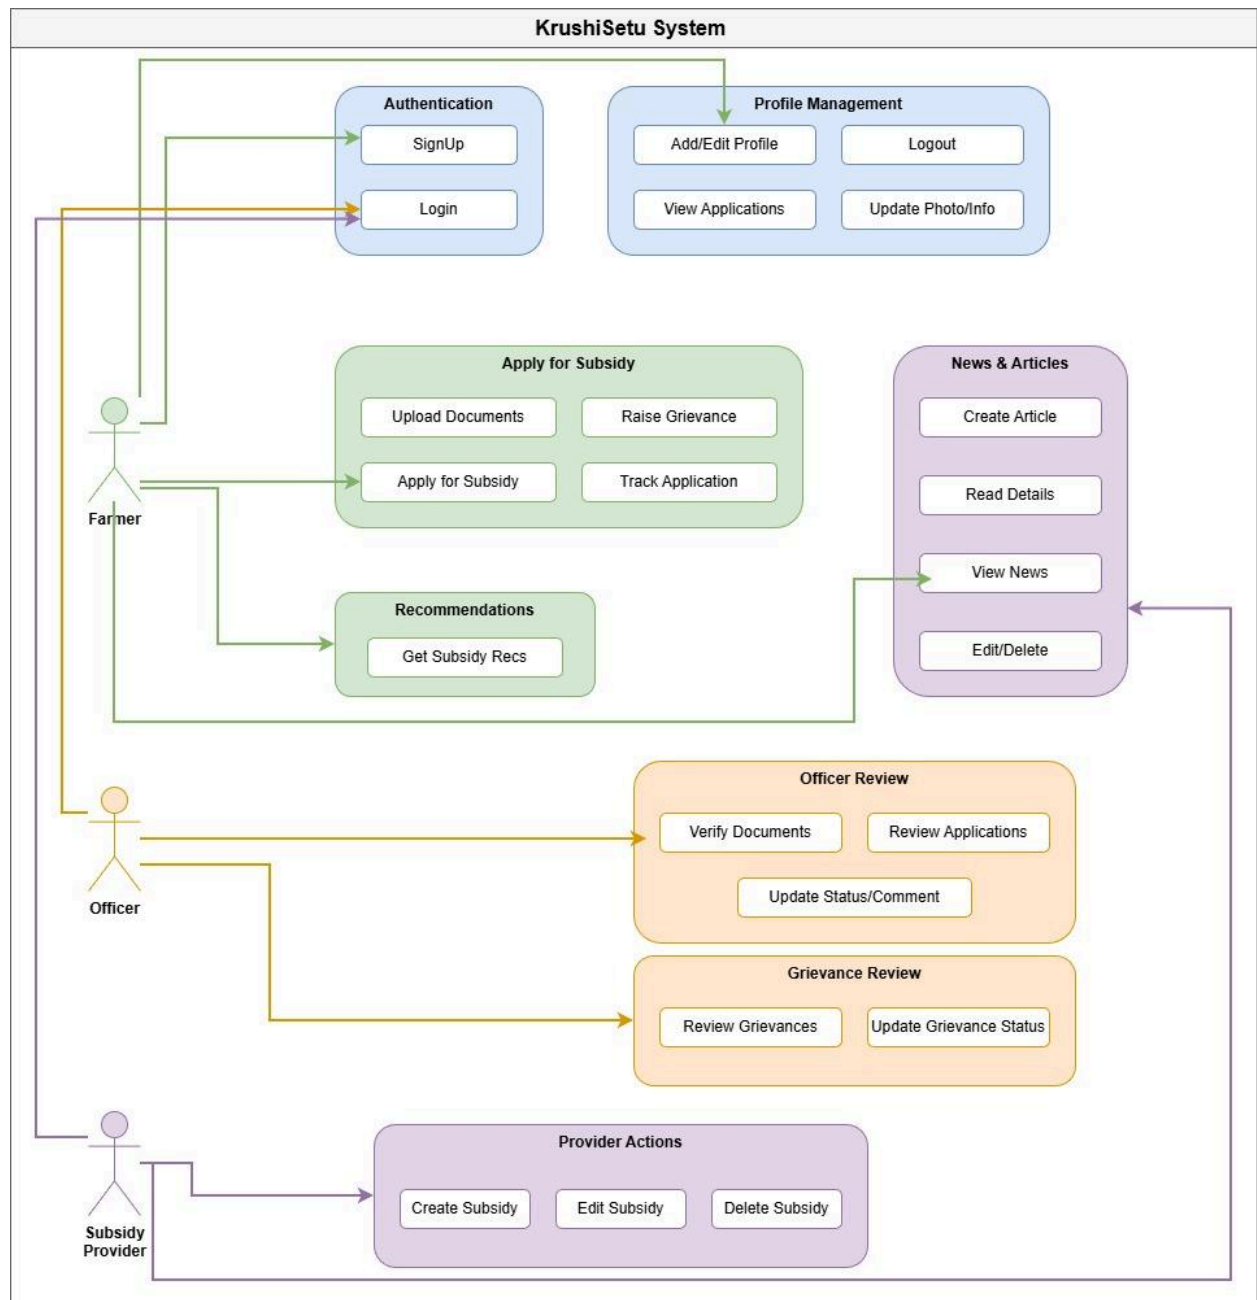 KrushiSetu System
Authentication
SignUp
Login
Profile Management
Add/Edit Profile
Logout
View Applications
Update Photo/Info
Apply for Subsidy
Upload Documents
Raise Grievance
Apply for Subsidy
Track Application
News & Articles
Create Article
Read Details
View News
Edit/Delete
Farmer
Recommendations
Get Subsidy Recs
Officer Review
Verify Documents
Review Applications
Update Status/Comment
Officer
Grievance Review
Review Grievances
Update Grievance Status
Provider Actions
Create Subsidy
Edit Subsidy
Delete Subsidy
Subsidy
Provider